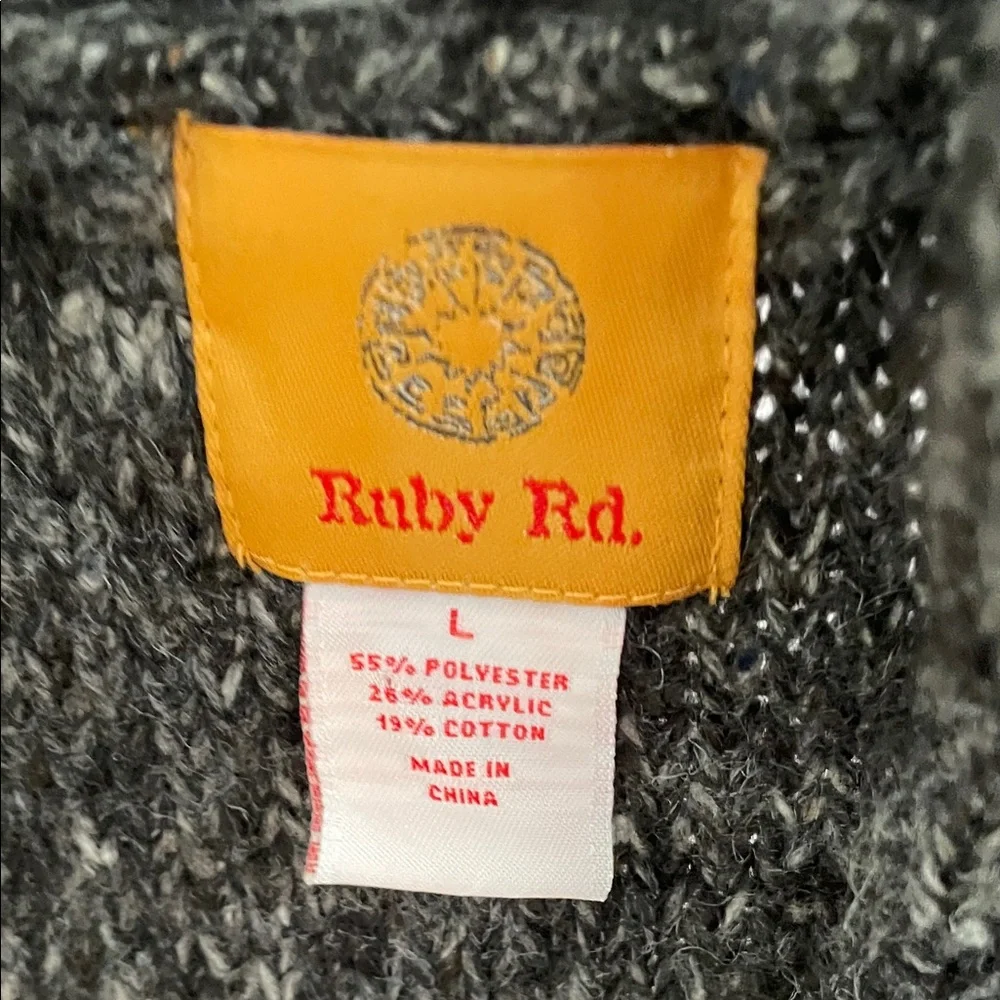 Ruby Rd.
L
55% POLYESTER
26% ACRYLIC
19% COTTON
MADE IN
CHINA